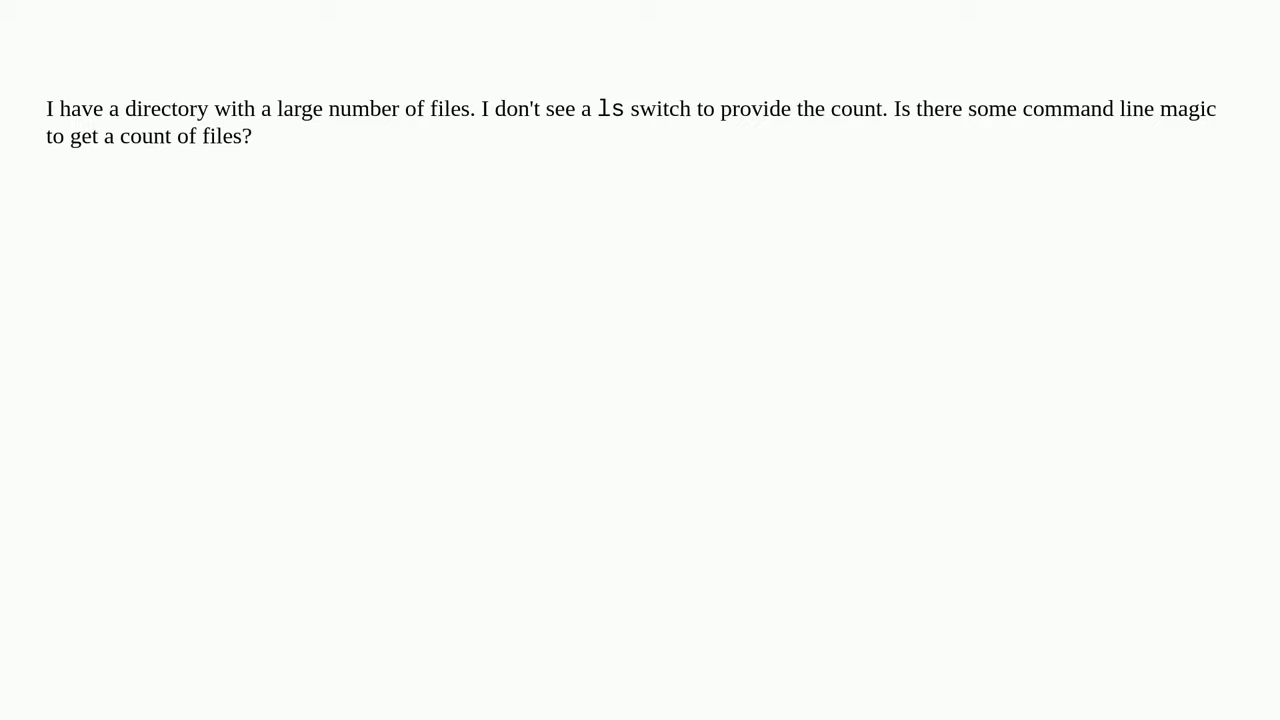 I have a directory with a large number of files. I don't see a ls switch to provide the count. Is there some command line magic
to get a count of files?